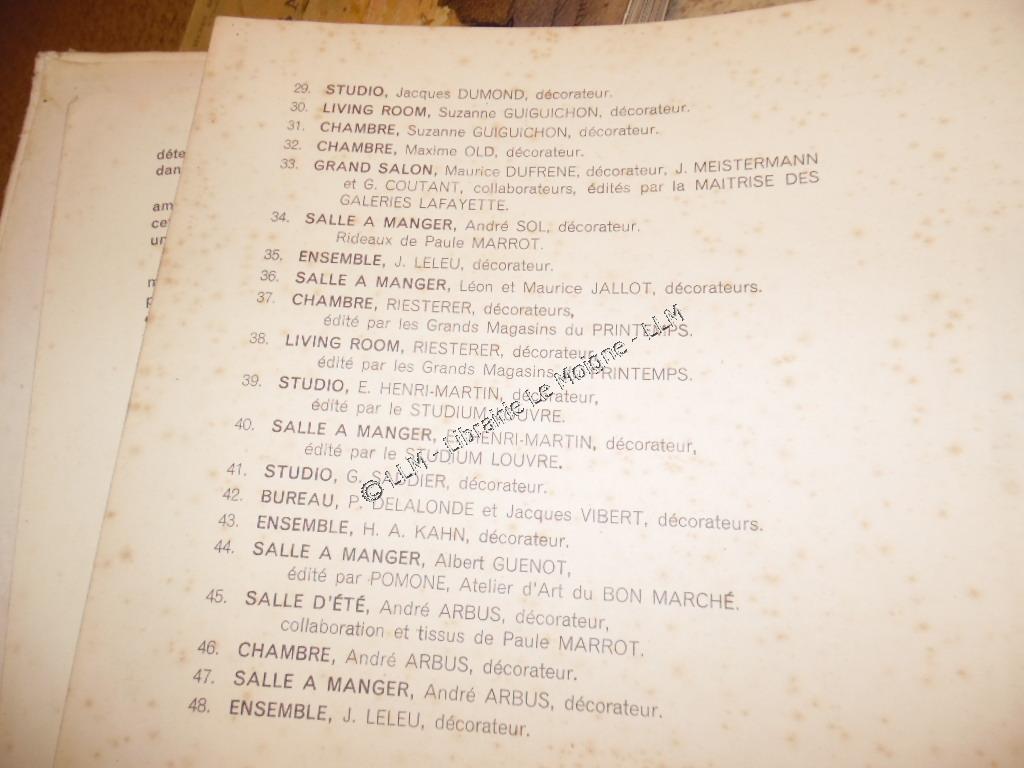 déte
dan
am
cet
un
29. STUDIO, Jacques DUMOND, décorateur.
30. LIVING ROOM, Suzanne GUIGUICHON, décorateur.
31. CHAMBRE, Suzanne GUIGUICHON, décorateur.
32. CHAMBRE, Maxime OLD, décorateur.
33. GRAND SALON, Maurice DUFRENE, décorateur, J. MEISTERMANN
et G. COUTANT, collaborateurs, édités par la MAITRISE DES
GALERIES LAFAYETTE.
34. SALLE A MANGER, André SOL, décorateur.
Rideaux de Paule MARROT.
35. ENSEMBLE, J. LELEU, décorateur.
36. SALLE A MANGER, Léon et Maurice JALLOT, décorateurs.
37. CHAMBRE, RIESTERER, décorateurs,
édité par les Grands Magasins du PRINTEMPS.
38. LIVING ROOM, RIESTERER, décorateur,
édité par les Grands Magasins du PRINTEMPS.
39. STUDIO, E. HENRI-MARTIN, décorateur,
édité par le STUDIUM LOUVRE.
40. SALLE A MANGER, E. HENRI-MARTIN, décorateur,
édité par le STUDIUM LOUVRE.
41. STUDIO, G. SAUDIER, décorateur.
42. BUREAU, P. DELALONDE et Jacques VIBERT, décorateurs.
43. ENSEMBLE, H. A. KAHN, décorateur.
44. SALLE A MANGER, Albert GUENOT,
édité par POMONE, Atelier d'Art du BON MARCHÉ.
45. SALLE D'ÉTÉ, André ARBUS, décorateur,
collaboration et tissus de Paule MARROT.
46. CHAMBRE, André ARBUS, décorateur.
47. SALLE A MANGER, André ARBUS, décorateur.
48. ENSEMBLE, J. LELEU, décorateur.
© LLM - Librairie Le Moigne - LLM